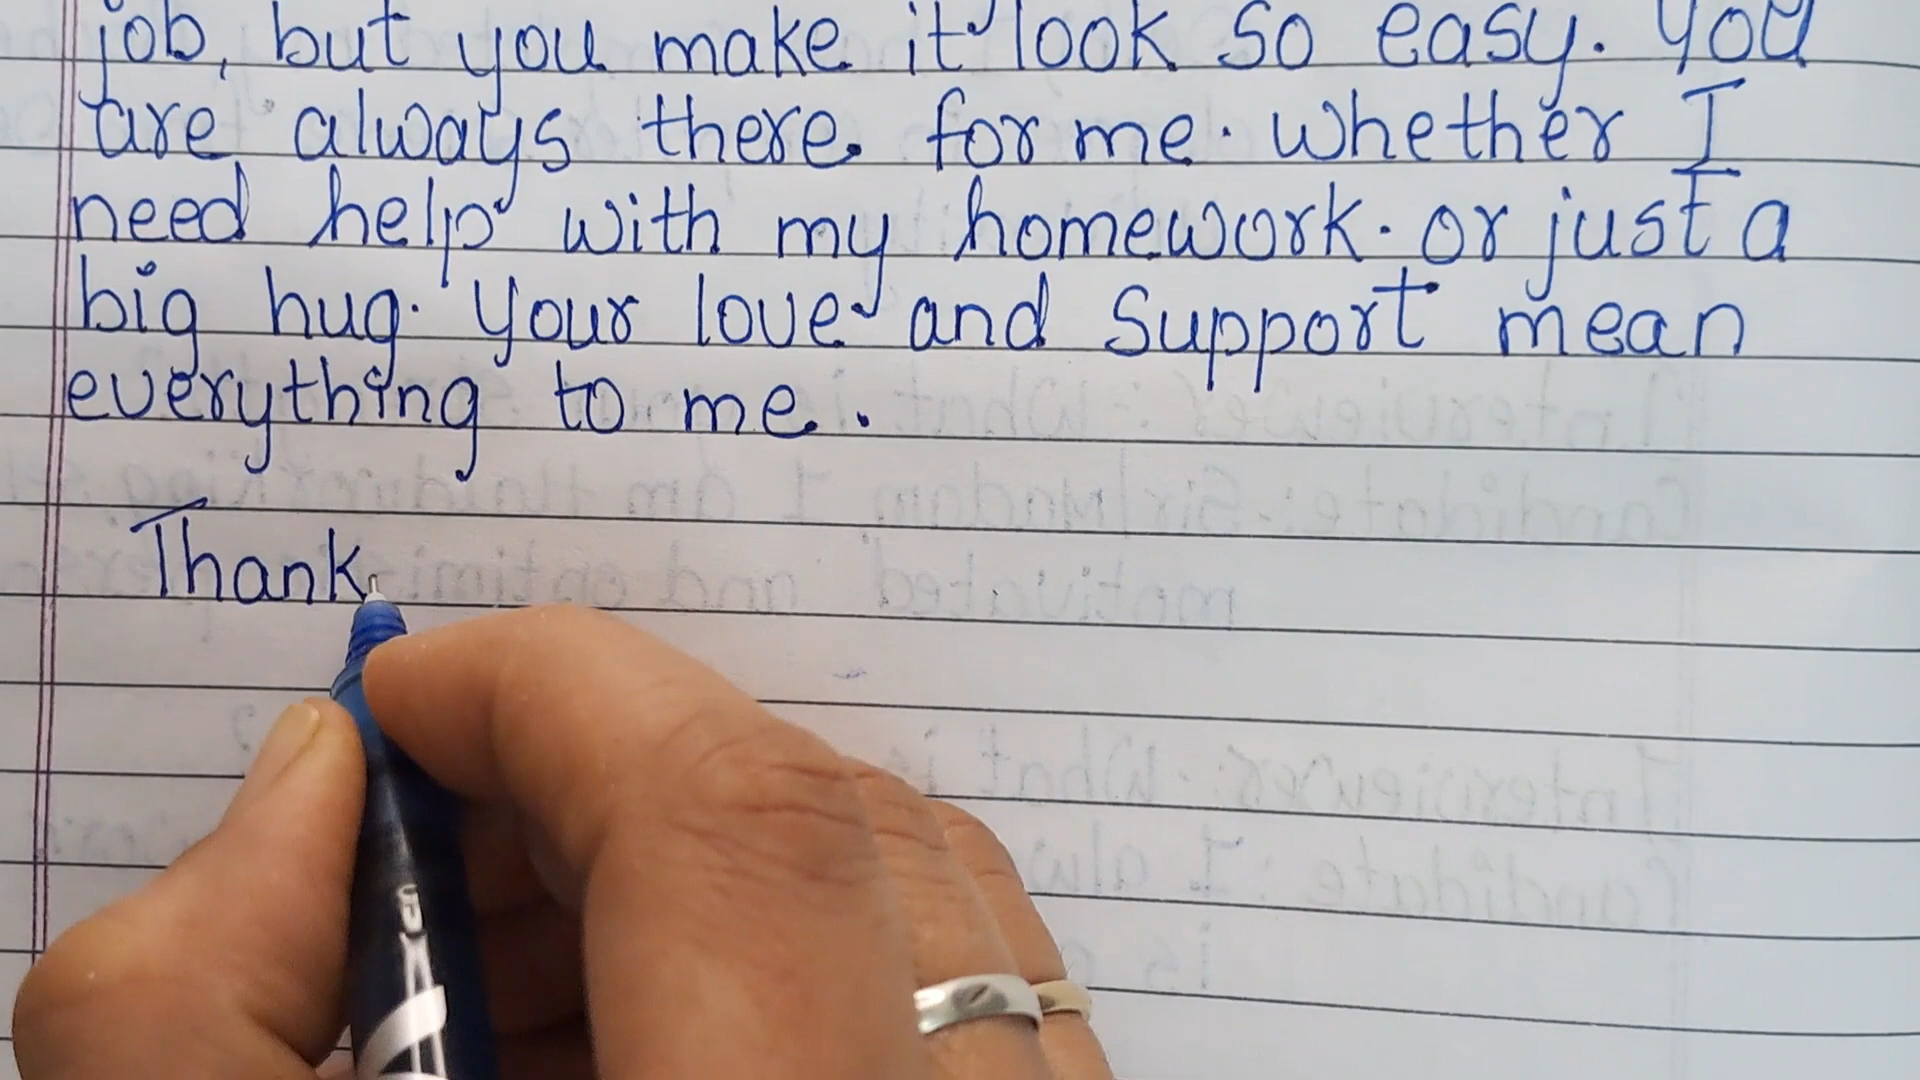 job, but you make it look so easy. You
are always there for me. Whether I
need help with my homework. or just a
big hug. Your love and Support mean
everything to me.
Thank